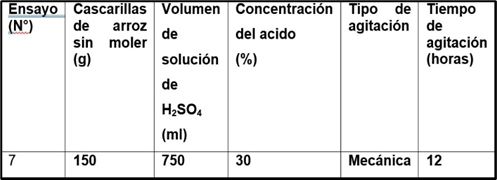 Ensayo
(N°)
Cascarillas
de arroz
sin moler
(g)
Volumen
de
solución
de
H₂SO₄
(ml)
Concentración
del acido
(%)
Tipo de
agitación
Tiempo
de
agitación
(horas)
7
150
750
30
Mecánica
12